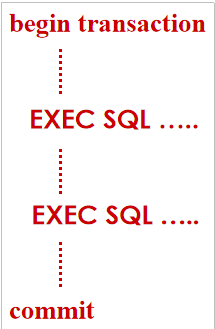 begin transaction
EXEC SQL …..
EXEC SQL …..
commit